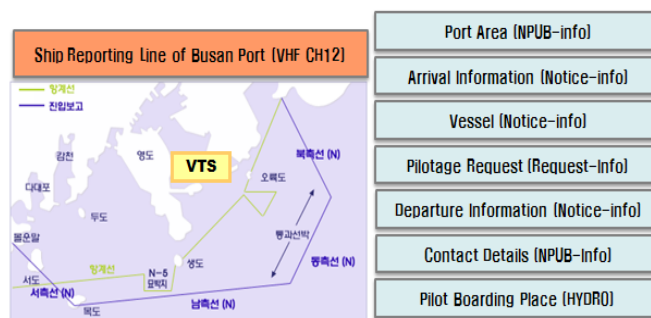 Ship Reporting Line of Busan Port (VHF CH12)
항계선
진입보고
감천
영도
VTS
북측선 (N)
다대포
오륙도
두도
통과선박
몰운말
생도
동측선 (N)
항계선
N-5
묘박지
서도
서측선 (N)
남측선 (N)
목도
Port Area (NPUB-info)
Arrival Information (Notice-info)
Vessel (Notice-info)
Pilotage Request (Request-Info)
Departure Information (Notice-info)
Contact Details (NPUB-Info)
Pilot Boarding Place (HYDRO)